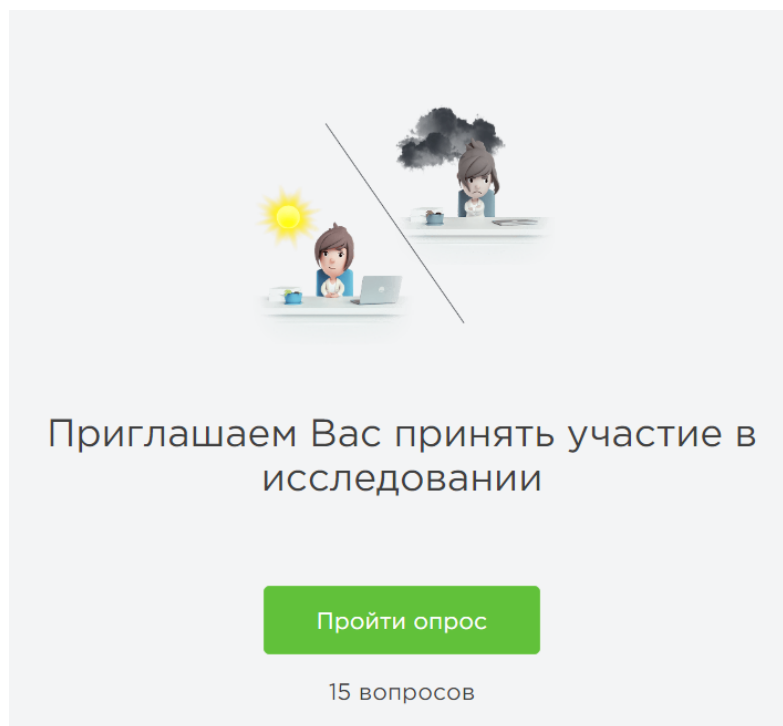 Приглашаем Вас принять участие в
исследовании
Пройти опрос
15 вопросов